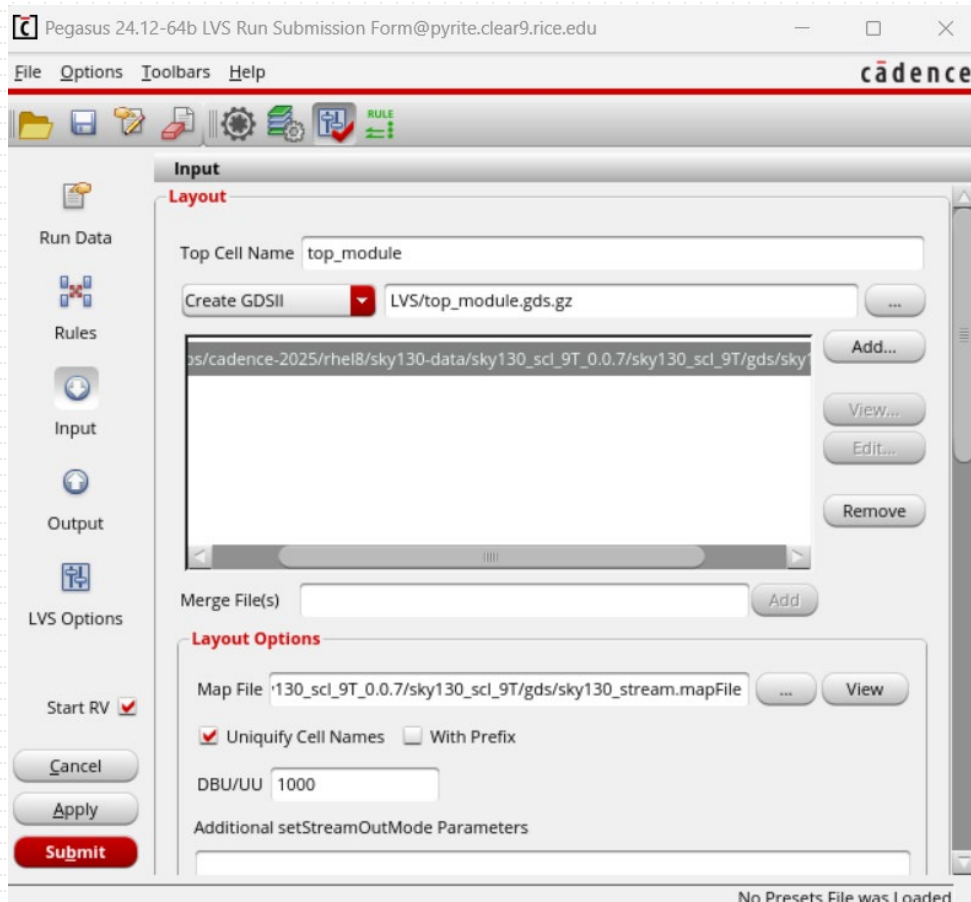 Pegasus 24.12-64b LVS Run Submission Form@pyrite.clear9.rice.edu
File Options Toolbars Help
cādence
RULE
Input
Layout
Run Data
Top Cell Name top_module
Create GDSII LVS/top_module.gds.gz ...
Rules
os/cadence-2025/rhel8/sky130-data/sky130_scl_9T_0.0.7/sky130_scl_9T/gds/sky1
Add...
View...
Input
Edit...
Output
Remove
Merge File(s) Add
LVS Options
Layout Options
Map File 130_scl_9T_0.0.7/sky130_scl_9T/gds/sky130_stream.mapFile ... View
Start RV
Uniquify Cell Names With Prefix
Cancel
DBU/UU 1000
Apply
Additional setStreamOutMode Parameters
Submit
No Presets File was Loaded